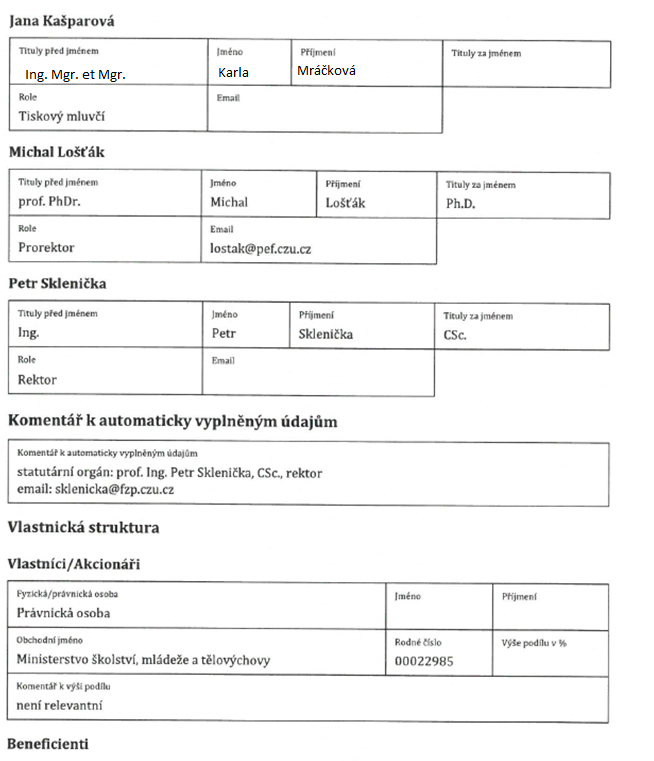 Jana Kašparová
Tituly před jménem Jméno Příjmení Tituly za jménem
Ing. Mgr. et Mgr. Karla Mráčková
Role Email
Tiskový mluvčí
Michal Lošťák
Tituly před jménem Jméno Příjmení Tituly za jménem
prof. PhDr. Michal Lošťák Ph.D.
Role Email
Prorektor lostak@pef.czu.cz
Petr Sklenička
Tituly před jménem Jméno Příjmení Tituly za jménem
Ing. Petr Sklenička CSc.
Role Email
Rektor
Komentář k automaticky vyplněným údajům
Komentář k automaticky vyplněným údajům
statutární orgán: prof. Ing. Petr Sklenička, CSc., rektor
email: sklenicka@fzp.czu.cz
Vlastnická struktura
Vlastníci/Akcionáři
Fyzická/právnická osoba Jméno Příjmení
Právnická osoba
Obchodní jméno Rodné číslo Výše podílu v %
Ministerstvo školství, mládeže a tělovýchovy 00022985
Komentář k výši podílu
není relevantní
Beneficienti